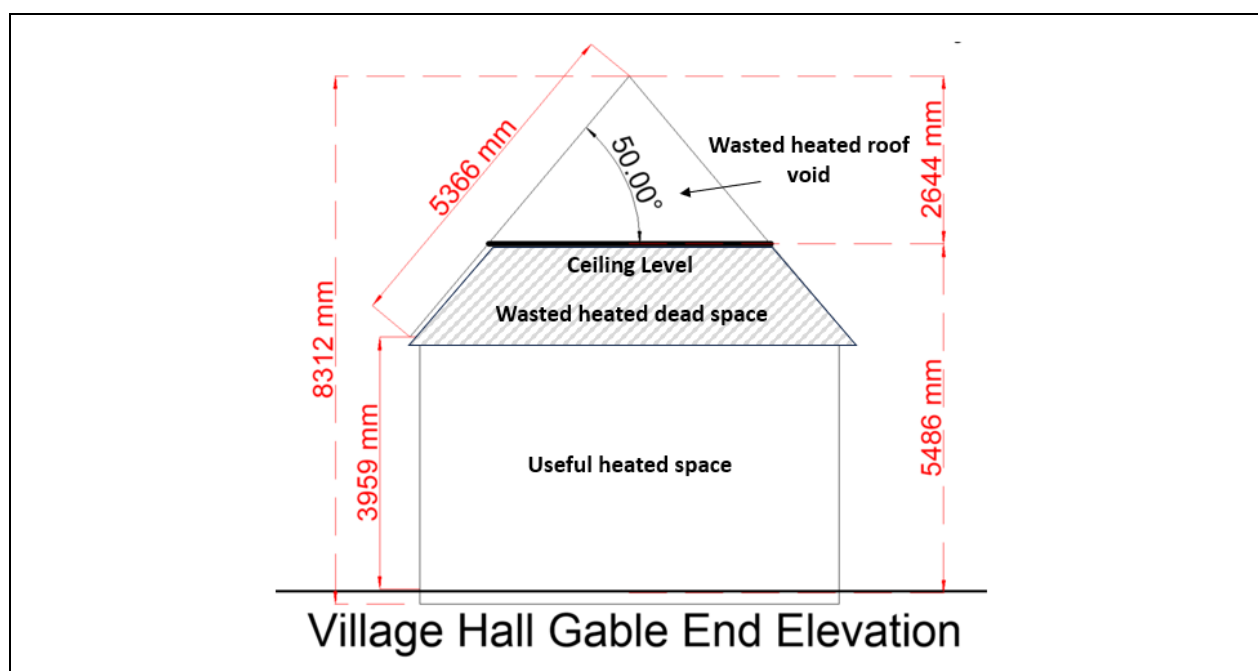 5366 mm
50.00°
Wasted heated roof
void
2644 mm
8312 mm
Ceiling Level
Wasted heated dead space
3959 mm
Useful heated space
5486 mm
Village Hall Gable End Elevation